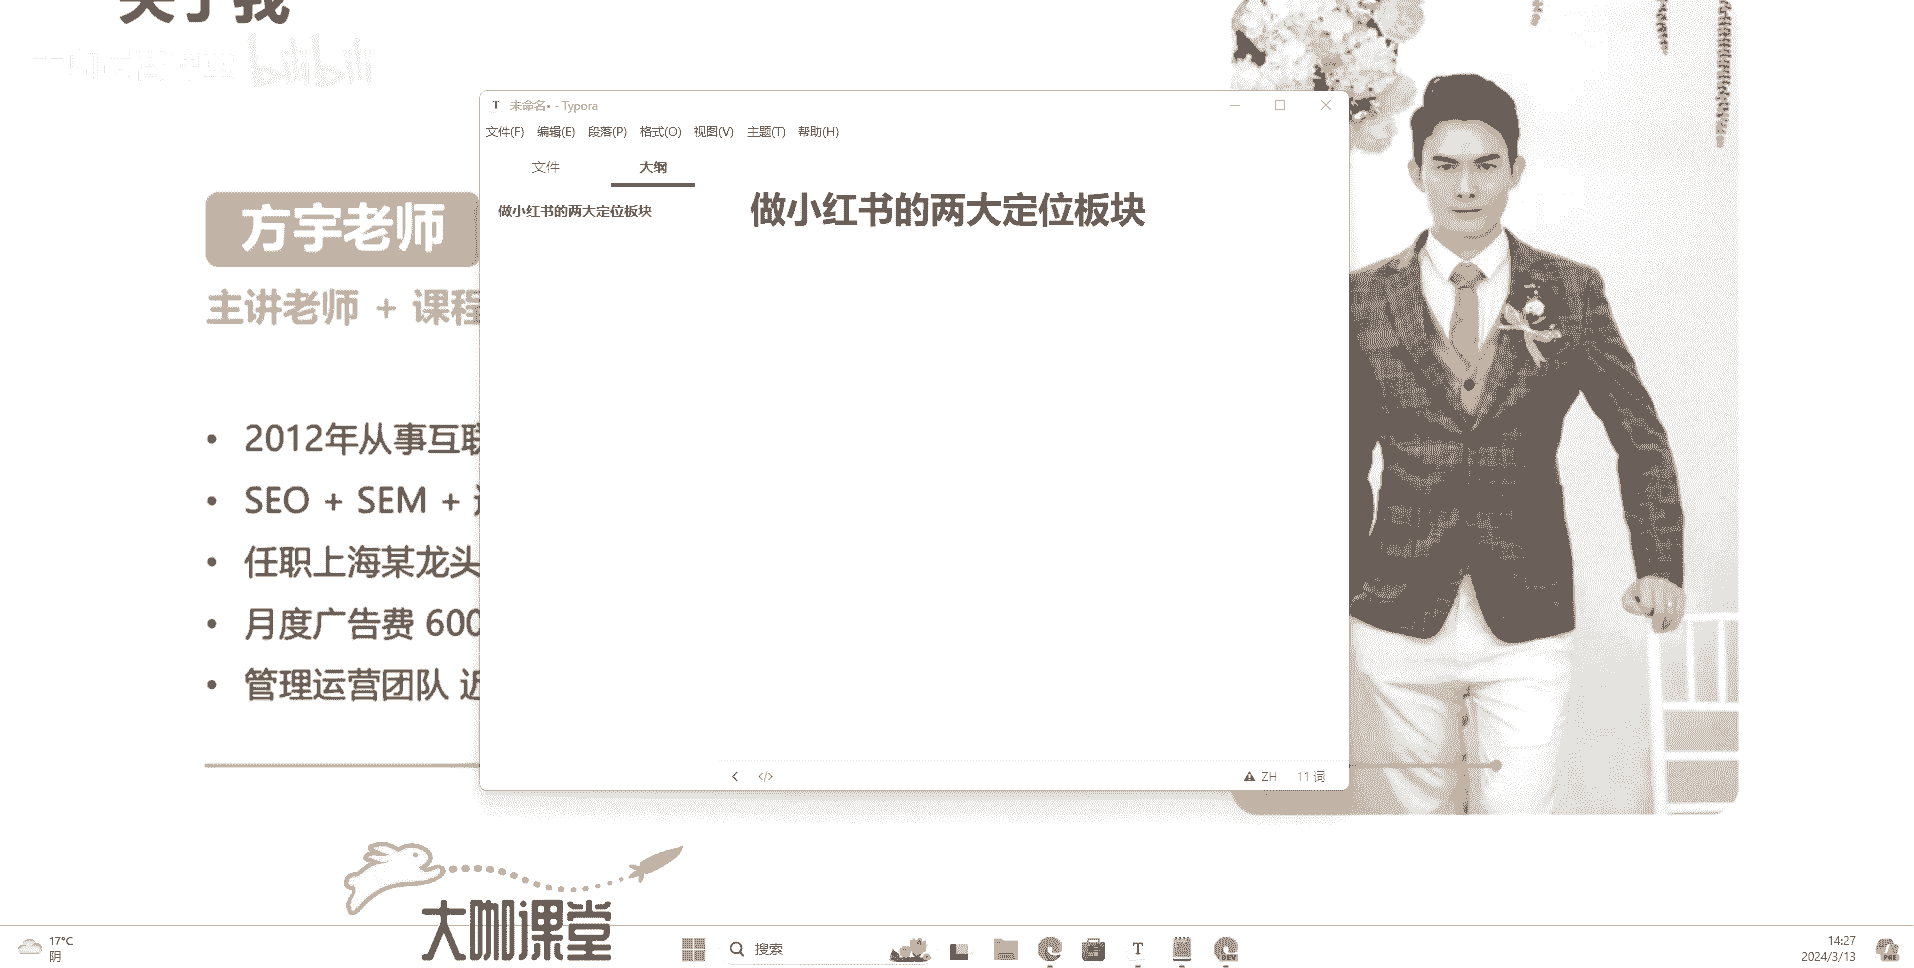 关于我
bilibili
未命名• - Typora
文件(F) 编辑(E) 段落(P) 格式(O) 视图(V) 主题(T) 帮助(H)
文件 大纲
做小红书的两大定位板块
做小红书的两大定位板块
方宇老师
主讲老师 + 课程
2012年从事互联
SEO + SEM +
任职上海某龙头
月度广告费 600
管理运营团队 近
</>
ZH 11 词
大咖课堂
17°C
阴
搜索
T
DEV
14:27
2024/3/13
PRE